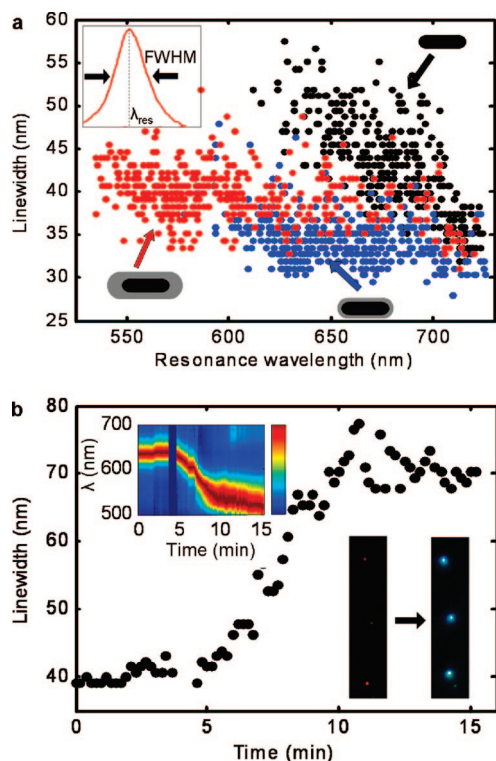 a
FWHM
λres
Linewidth (nm)
60
55
50
45
40
35
30
25
550
600
650
700
Resonance wavelength (nm)
b
Linewidth (nm)
80
70
60
50
40
λ (nm)
700
600
500
0
5
10
15
Time (min)
0
5
10
15
Time (min)